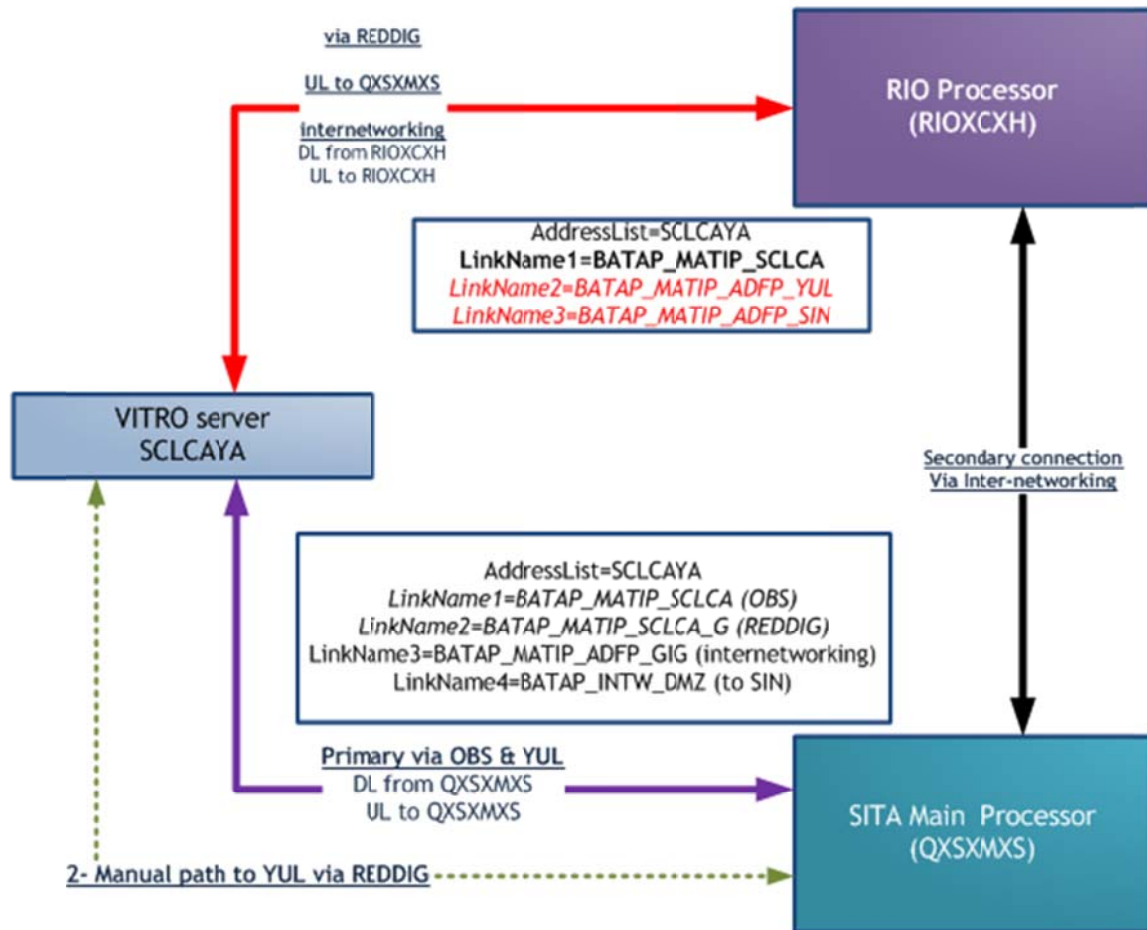 via REDDIG
UL to QXSXMXS
internetworking
DL from RIOXCXH
UL to RIOXCXH
RIO Processor
(RIOXCXH)
AddressList=SCLCAYA
LinkName1=BATAP_MATIP_SCLCA
LinkName2=BATAP_MATIP_ADFP_YUL
LinkName3=BATAP_MATIP_ADFP_SIN
VITRO server
SCLCAYA
Secondary connection
Via Inter-networking
AddressList=SCLCAYA
LinkName1=BATAP_MATIP_SCLCA (OBS)
LinkName2=BATAP_MATIP_SCLCA_G (REDDIG)
LinkName3=BATAP_MATIP_ADFP_GIG (internetworking)
LinkName4=BATAP_INTW_DMZ (to SIN)
Primary via OBS & YUL
DL from QXSXMXS
UL to QXSXMXS
SITA Main Processor
(QXSXMXS)
2- Manual path to YUL via REDDIG